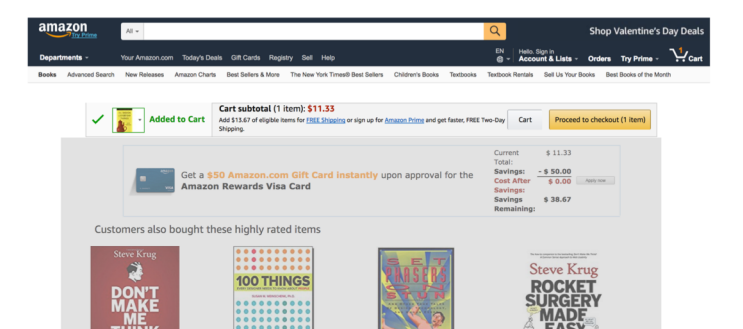 amazon
Try Prime
All
Shop Valentine's Day Deals
Departments
Your Amazon.com Today's Deals Gift Cards Registry Sell Help
EN
Hello. Sign in
Account & Lists
Orders
Try Prime
1
Cart
Books Advanced Search New Releases Amazon Charts Best Sellers & More The New York Times® Best Sellers Children's Books Textbooks Textbook Rentals Sell Us Your Books Best Books of the Month
Added to Cart
Cart subtotal (1 item): $11.33
Add $13.67 of eligible items for FREE Shipping or sign up for Amazon Prime and get faster, FREE Two-Day
Shipping.
Cart
Proceed to checkout (1 item)
Get a $50 Amazon.com Gift Card instantly upon approval for the
Amazon Rewards Visa Card
Current Total: $ 11.33
Savings: - $ 50.00
Cost After Savings: $ 0.00
Savings Remaining: $ 38.67
Apply now
Customers also bought these highly rated items
Steve Krug
DON'T
MAKE
ME
THINK
100 THINGS
SET
PHASERS
ON
STUN
Steve Krug
ROCKET
SURGERY
MADE
EASY